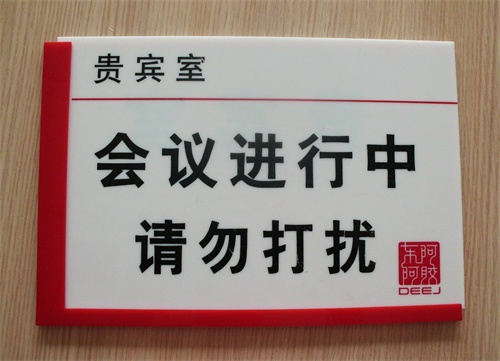 贵宾室
会议进行中
请勿打扰
东阿
阿胶
DEEJ